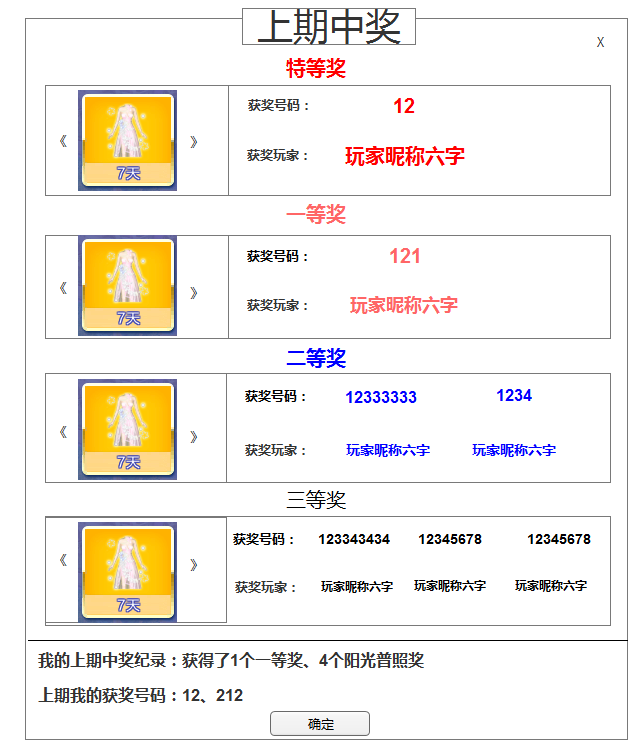 上期中奖
X
特等奖
《 7天 》 获奖号码： 12
获奖玩家： 玩家昵称六字
一等奖
《 7天 》 获奖号码： 121
获奖玩家： 玩家昵称六字
二等奖
《 7天 》 获奖号码： 12333333 1234
获奖玩家： 玩家昵称六字 玩家昵称六字
三等奖
《 7天 》 获奖号码： 123343434 12345678 12345678
获奖玩家： 玩家昵称六字 玩家昵称六字 玩家昵称六字
我的上期中奖纪录：获得了1个一等奖、4个阳光普照奖
上期我的获奖号码：12、212
确定